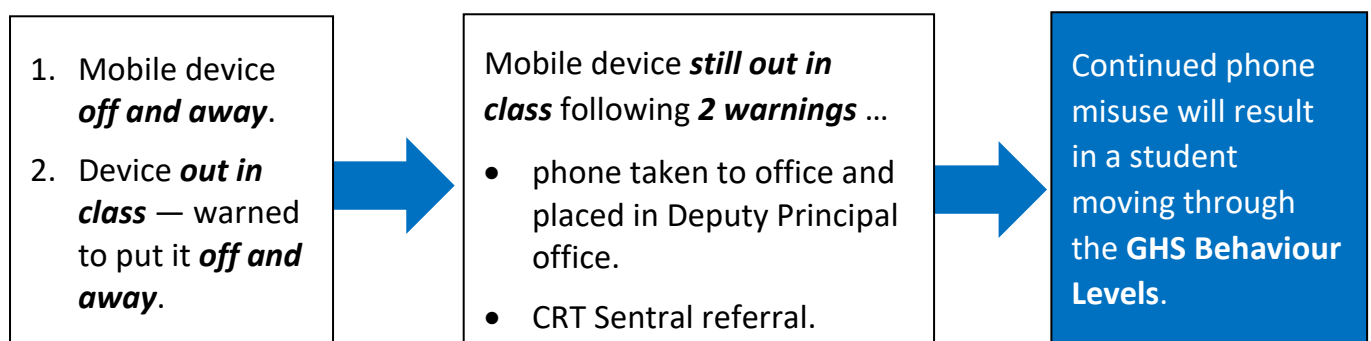 1. Mobile device
off and away.
2. Device out in
class — warned
to put it off and
away.
Mobile device still out in
class following 2 warnings ...
• phone taken to office and
placed in Deputy Principal
office.
• CRT Sentral referral.
Continued phone
misuse will result
in a student
moving through
the GHS Behaviour
Levels.